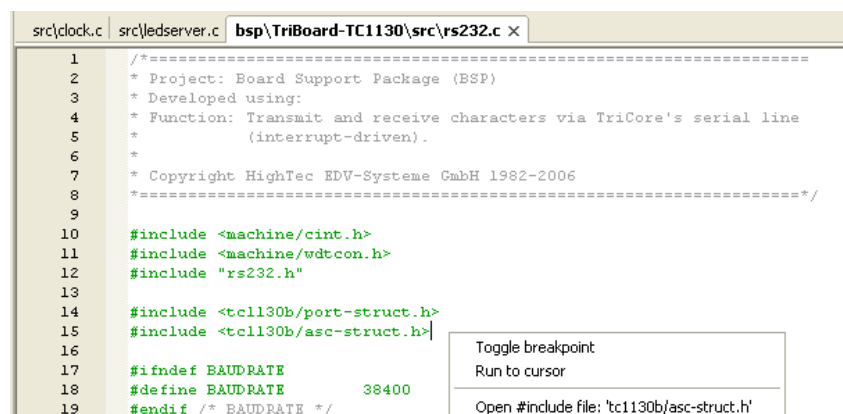 src\clock.c src\ledserver.c bsp\TriBoard-TC1130\src\rs232.c ×
1 /*===================================================================
2 * Project: Board Support Package (BSP)
3 * Developed using:
4 * Function: Transmit and receive characters via TriCore's serial line
5 * (interrupt-driven).
6 *
7 * Copyright HighTec EDV-Systeme GmbH 1982-2006
8 *===================================================================*/
9
10 #include <machine/cint.h>
11 #include <machine/wdtcon.h>
12 #include "rs232.h"
13
14 #include <tc1130b/port-struct.h>
15 #include <tc1130b/asc-struct.h>
16
Toggle breakpoint
17 #ifndef BAUDRATE
Run to cursor
18 #define BAUDRATE 38400
19 #endif /* BAUDRATE */
Open #include file: 'tc1130b/asc-struct.h'